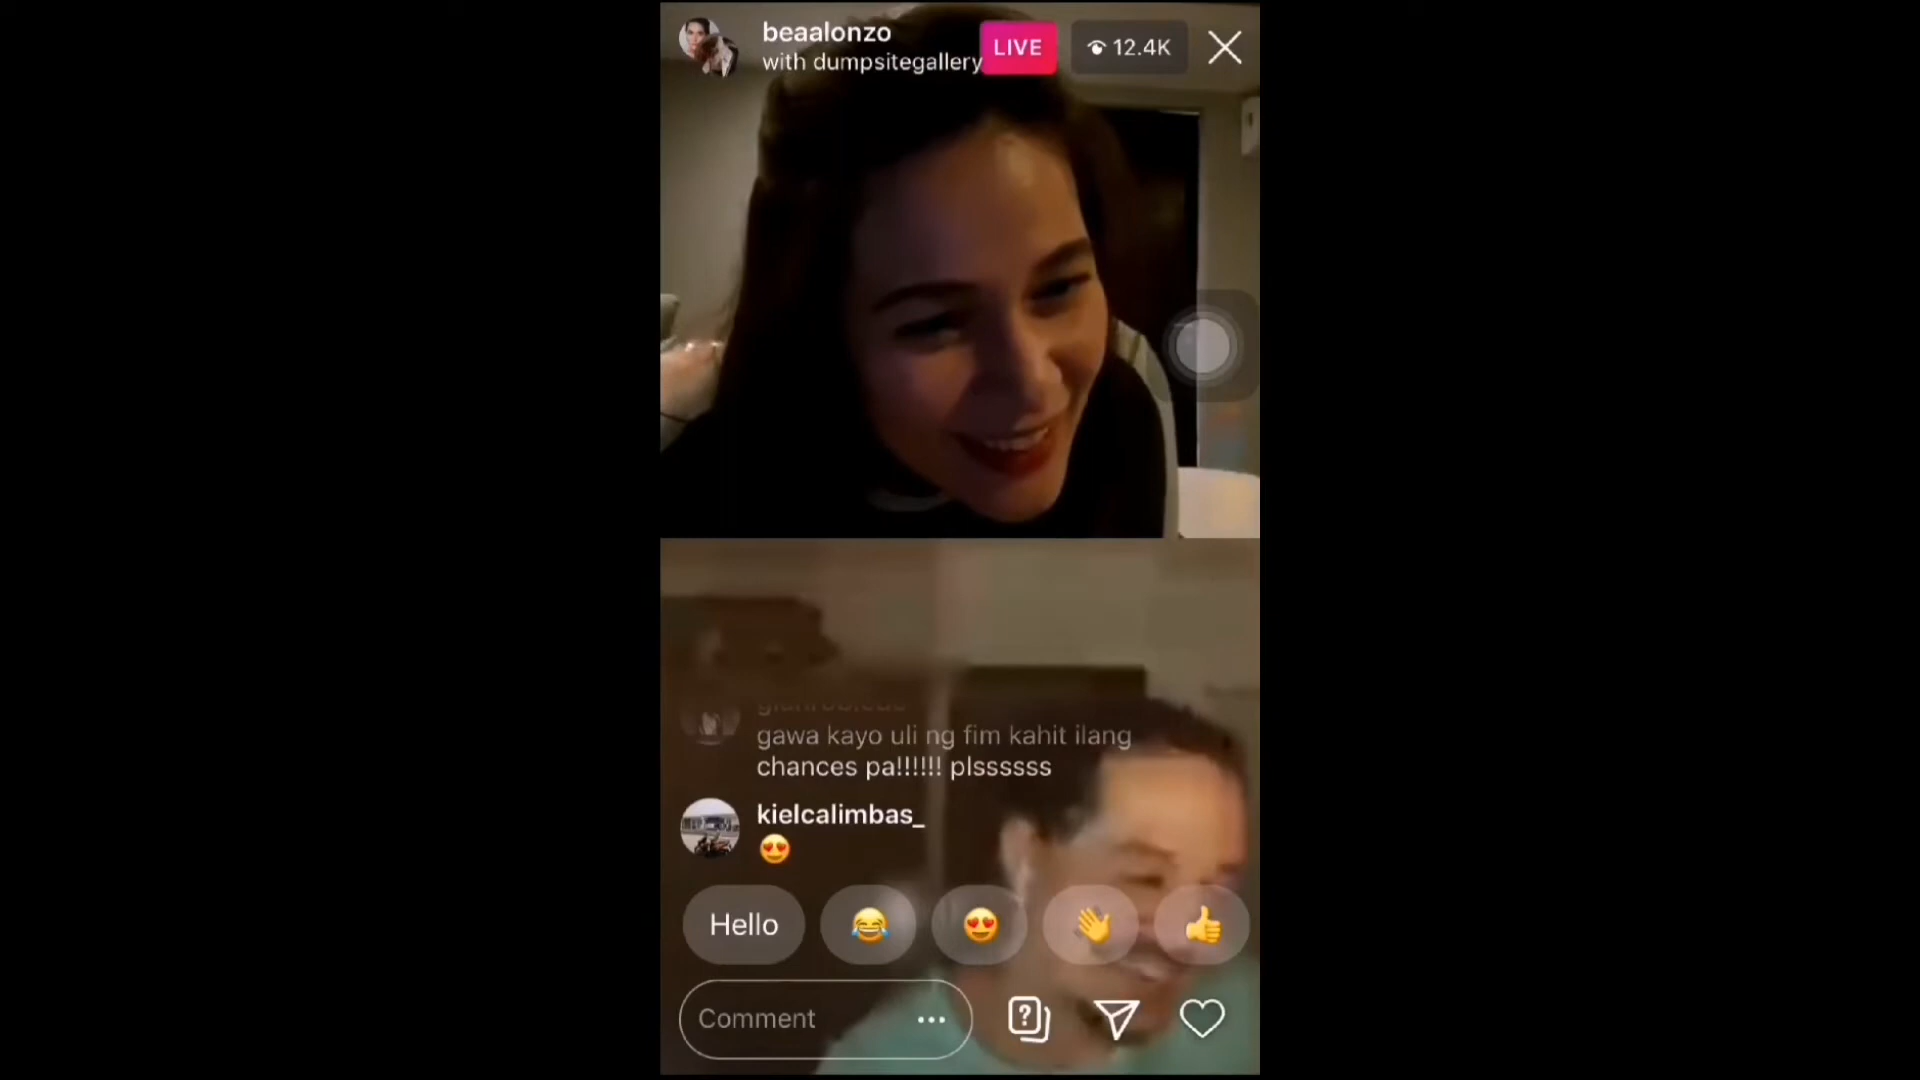 beaalonzo
with dumpsitegallery
LIVE
12.4K
gawa kayo uli ng fim kahit ilang
chances pa!!!!!! plssssss
kielcalimbas_
😍
Hello
Comment